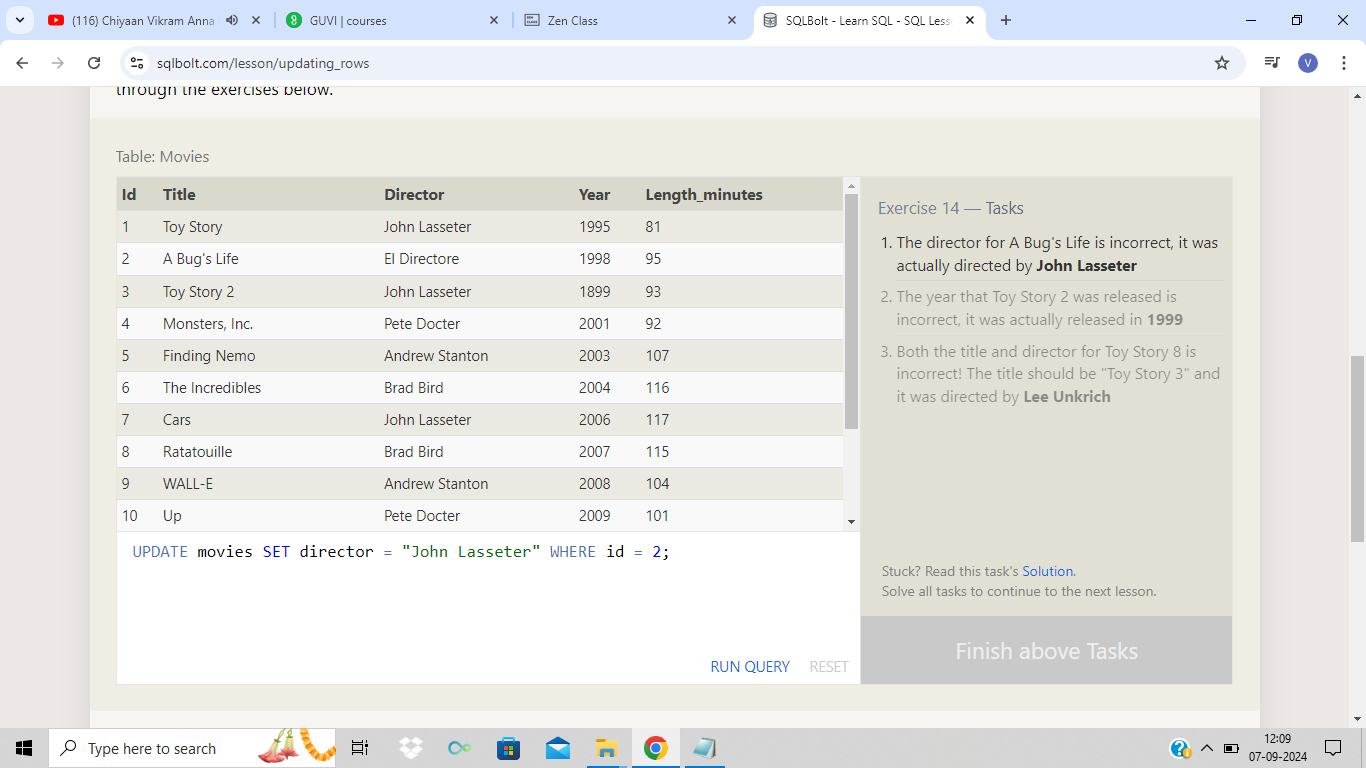 (116) Chiyaan Vikram Anna
GUVI | courses
Zen Class
SQLBolt - Learn SQL - SQL Less
sqlbolt.com/lesson/updating_rows
V
through the exercises below.
Table: Movies
Id Title Director Year Length_minutes
1 Toy Story John Lasseter 1995 81
2 A Bug's Life El Directore 1998 95
3 Toy Story 2 John Lasseter 1899 93
4 Monsters, Inc. Pete Docter 2001 92
5 Finding Nemo Andrew Stanton 2003 107
6 The Incredibles Brad Bird 2004 116
7 Cars John Lasseter 2006 117
8 Ratatouille Brad Bird 2007 115
9 WALL-E Andrew Stanton 2008 104
10 Up Pete Docter 2009 101
UPDATE movies SET director = "John Lasseter" WHERE id = 2;
RUN QUERY RESET
Exercise 14 — Tasks
1. The director for A Bug's Life is incorrect, it was
actually directed by John Lasseter
2. The year that Toy Story 2 was released is
incorrect, it was actually released in 1999
3. Both the title and director for Toy Story 8 is
incorrect! The title should be "Toy Story 3" and
it was directed by Lee Unkrich
Stuck? Read this task's Solution.
Solve all tasks to continue to the next lesson.
Finish above Tasks
Type here to search
12:09
07-09-2024